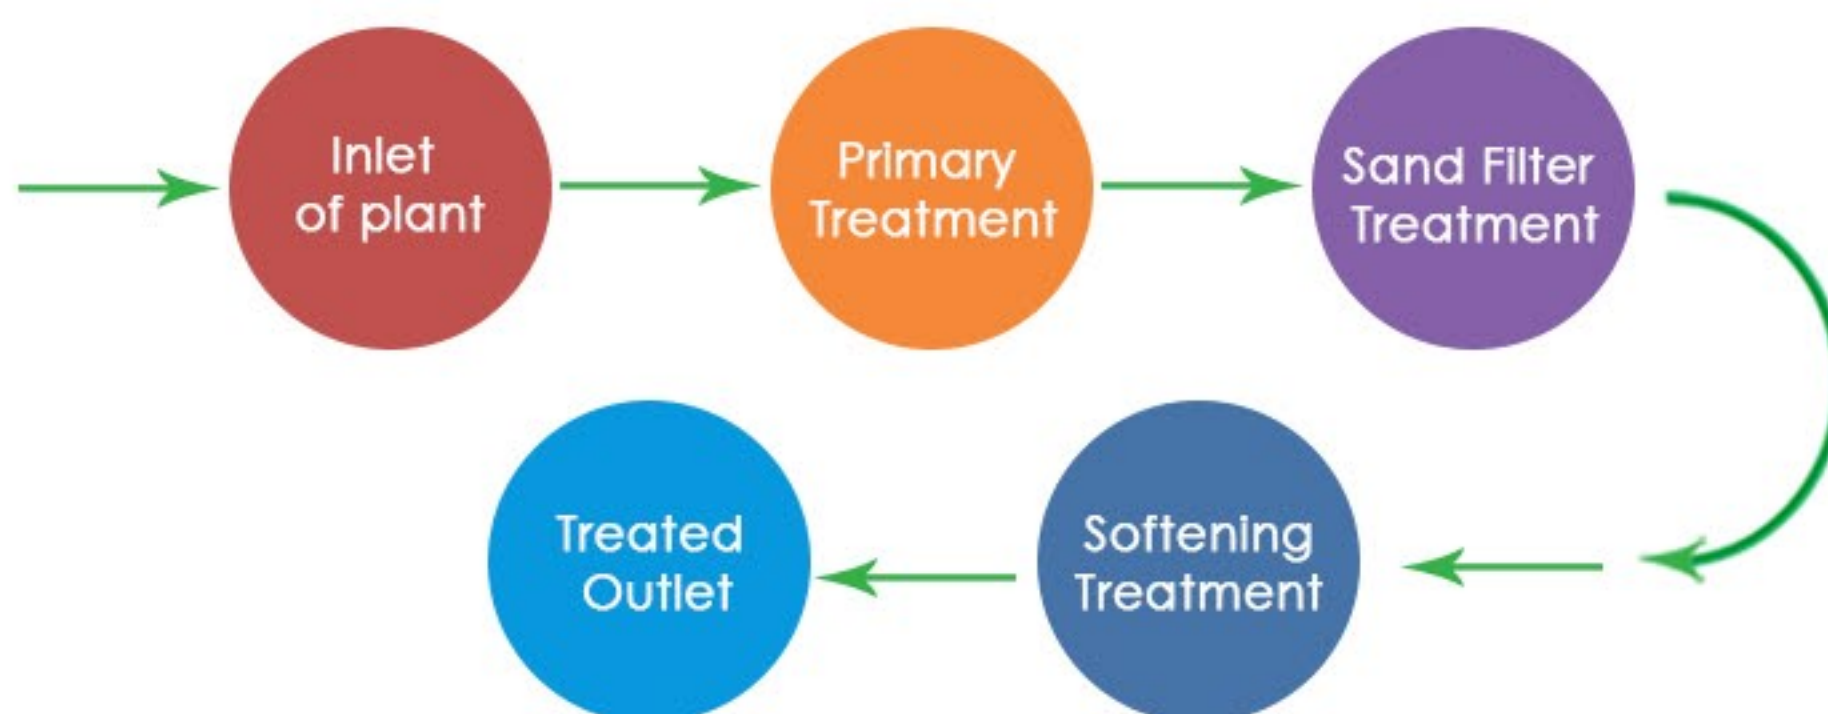 Inlet
of plant
Primary
Treatment
Sand Filter
Treatment
Softening
Treatment
Treated
Outlet